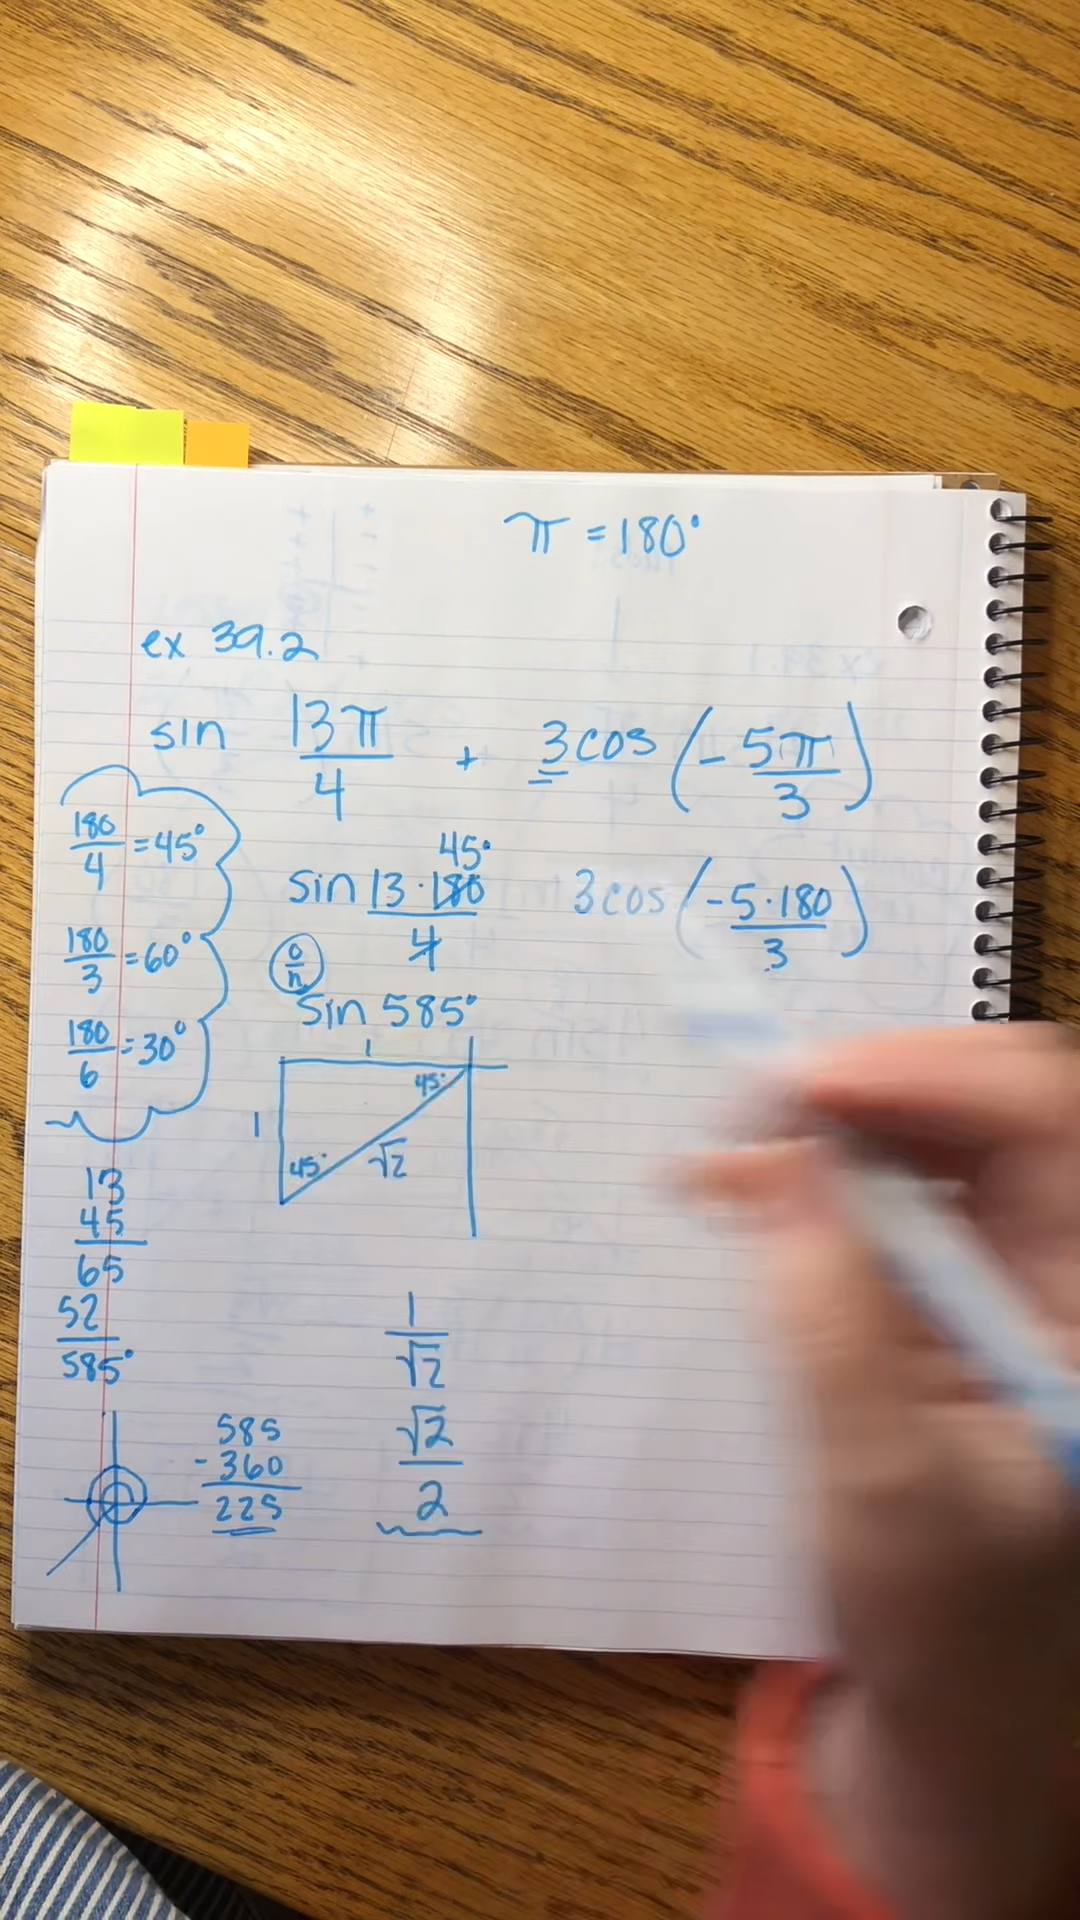 π = 180°
ex 39.2
sin 13π/4 + 3cos (- 5π/3)
180/4 = 45°
180/3 = 60°
180/6 = 30°
45°
sin 13·180/4
3cos (-5·180/3)
o/h
sin 585°
1
45°
1
45°
√2
13
45
65
52
585°
585
-360
225
1/√2
√2/2